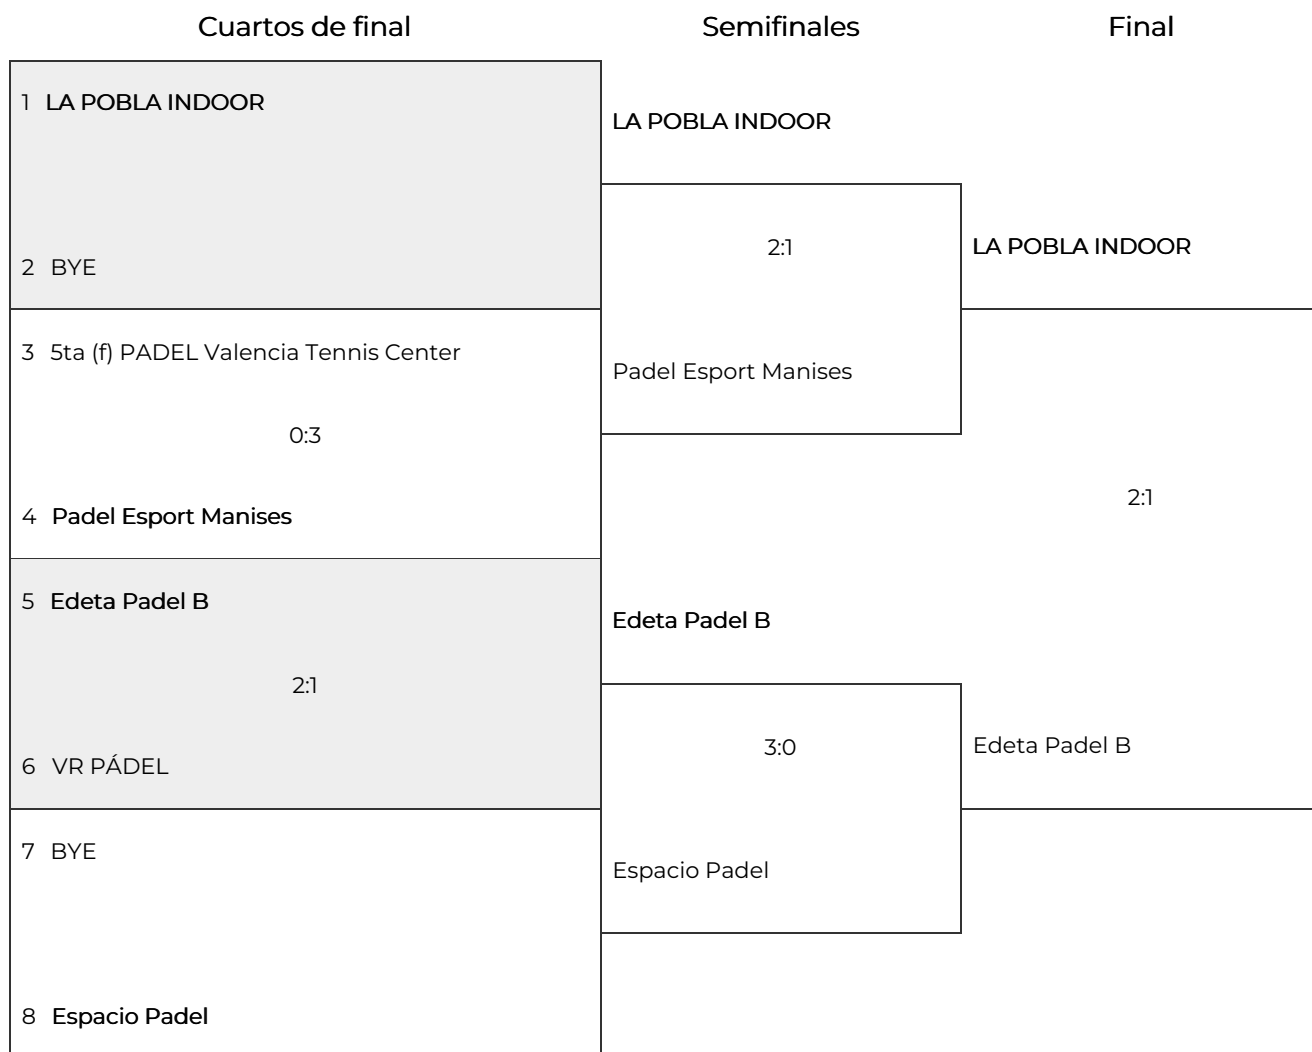 Cuartos de final
Semifinales
Final
1 LA POBLA INDOOR
2 BYE
3 5ta (f) PADEL Valencia Tennis Center
0:3
4 Padel Esport Manises
5 Edeta Padel B
2:1
6 VR PÁDEL
7 BYE
8 Espacio Padel
LA POBLA INDOOR
2:1
Padel Esport Manises
Edeta Padel B
3:0
Espacio Padel
LA POBLA INDOOR
2:1
Edeta Padel B